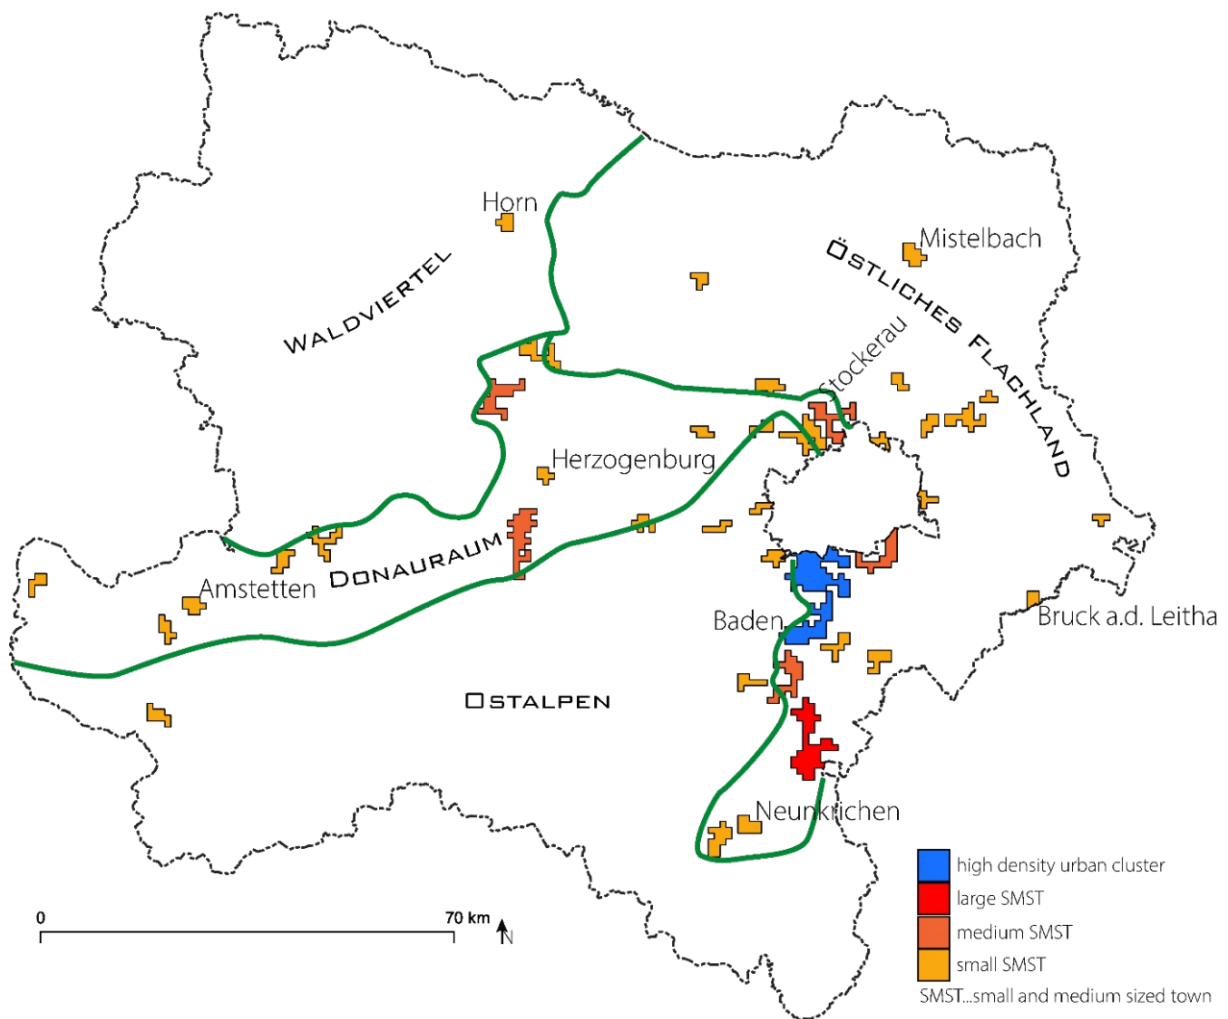 Horn
Mistelbach
ÖSTLICHES FLACHLAND
WALDVIERTEL
Stockerau
Herzogenburg
DONAURAUM
Amstetten
Baden
Bruck a.d. Leitha
OSTALPEN
Neunkrichen
high density urban cluster
large SMST
medium SMST
small SMST
SMST...small and medium sized town
0 70 km N